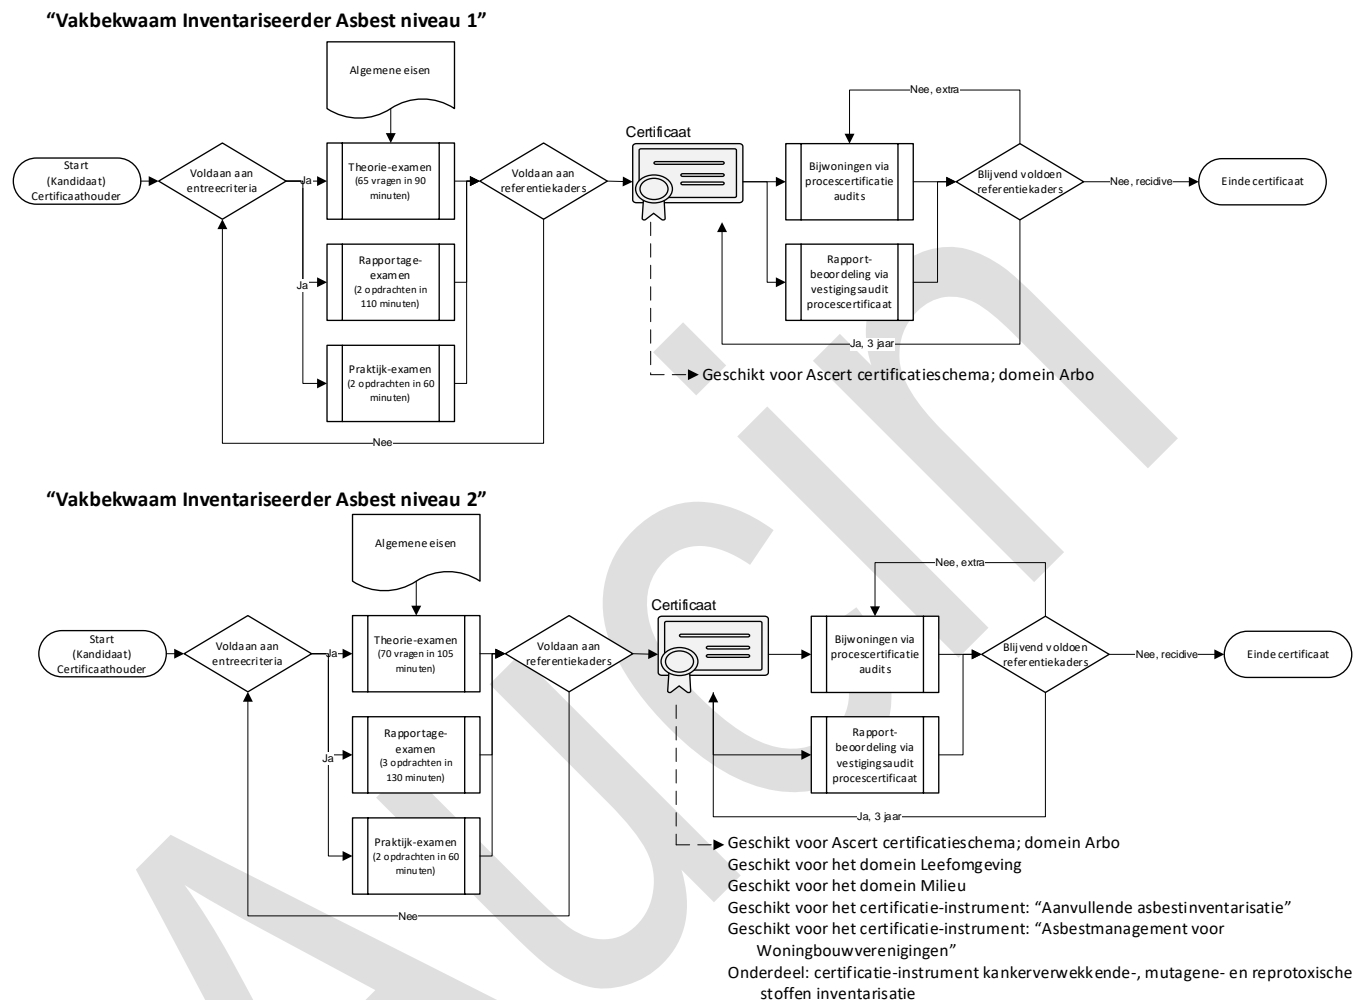 “Vakbekwaam Inventariseerder Asbest niveau 1”
Algemene eisen
Start
(Kandidaat)
Certificaathouder
Voldaan aan
entreecriteria
Ja
Theorie-examen
(65 vragen in 90
minuten)
Voldaan aan
referentiekaders
Certificaat
Nee, extra
Bijwoningen via
procescertificatie
audits
Blijvend voldoen
referentiekaders
Nee, recidive
Einde certificaat
Ja
Rapportage-
examen
(2 opdrachten in
110 minuten)
Rapport-
beoordeling via
vestigingsaudit
procescertificaat
Ja, 3 jaar
Praktijk-examen
(2 opdrachten in 60
minuten)
Geschikt voor Ascert certificatieschema; domein Arbo
Nee
“Vakbekwaam Inventariseerder Asbest niveau 2”
Algemene eisen
Start
(Kandidaat)
Certificaathouder
Voldaan aan
entreecriteria
Ja
Theorie-examen
(70 vragen in 105
minuten)
Voldaan aan
referentiekaders
Certificaat
Nee, extra
Bijwoningen via
procescertificatie
audits
Blijvend voldoen
referentiekaders
Nee, recidive
Einde certificaat
Ja
Rapportage-
examen
(3 opdrachten in
130 minuten)
Rapport-
beoordeling via
vestigingsaudit
procescertificaat
Ja, 3 jaar
Praktijk-examen
(2 opdrachten in 60
minuten)
Nee
Geschikt voor Ascert certificatieschema; domein Arbo
Geschikt voor het domein Leefomgeving
Geschikt voor het domein Milieu
Geschikt voor het certificatie-instrument: “Aanvullende asbestinventarisatie”
Geschikt voor het certificatie-instrument: “Asbestmanagement voor
Woningbouwverenigingen”
Onderdeel: certificatie-instrument kankerverwekkende-, mutagene- en reprotoxische
stoffen inventarisatie
Aucin